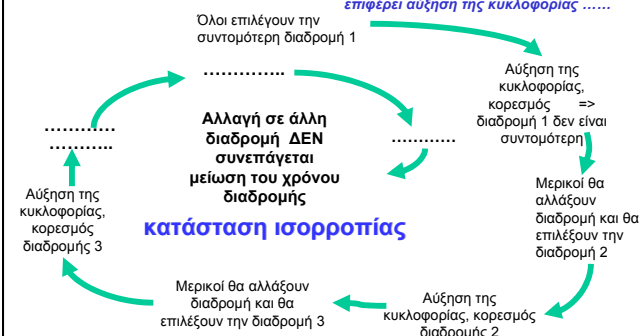 επιφέρει αύξηση της κυκλοφορίας ……
Όλοι επιλέγουν την
συντομότερη διαδρομή 1
Αύξηση της
κυκλοφορίας,
κορεσμός =>
διαδρομή 1 δεν είναι
συντομότερη
Μερικοί θα
αλλάξουν
διαδρομή και θα
επιλέξουν την
διαδρομή 2
Αύξηση της
κυκλοφορίας, κορεσμός
διαδρομής 2
Μερικοί θα αλλάξουν
διαδρομή και θα
επιλέξουν την διαδρομή 3
Αύξηση της
κυκλοφορίας,
κορεσμός
διαδρομής 3
…………
………..
…………..
…………
Αλλαγή σε άλλη
διαδρομή ΔΕΝ
συνεπάγεται
μείωση του χρόνου
διαδρομής
κατάσταση ισορροπίας